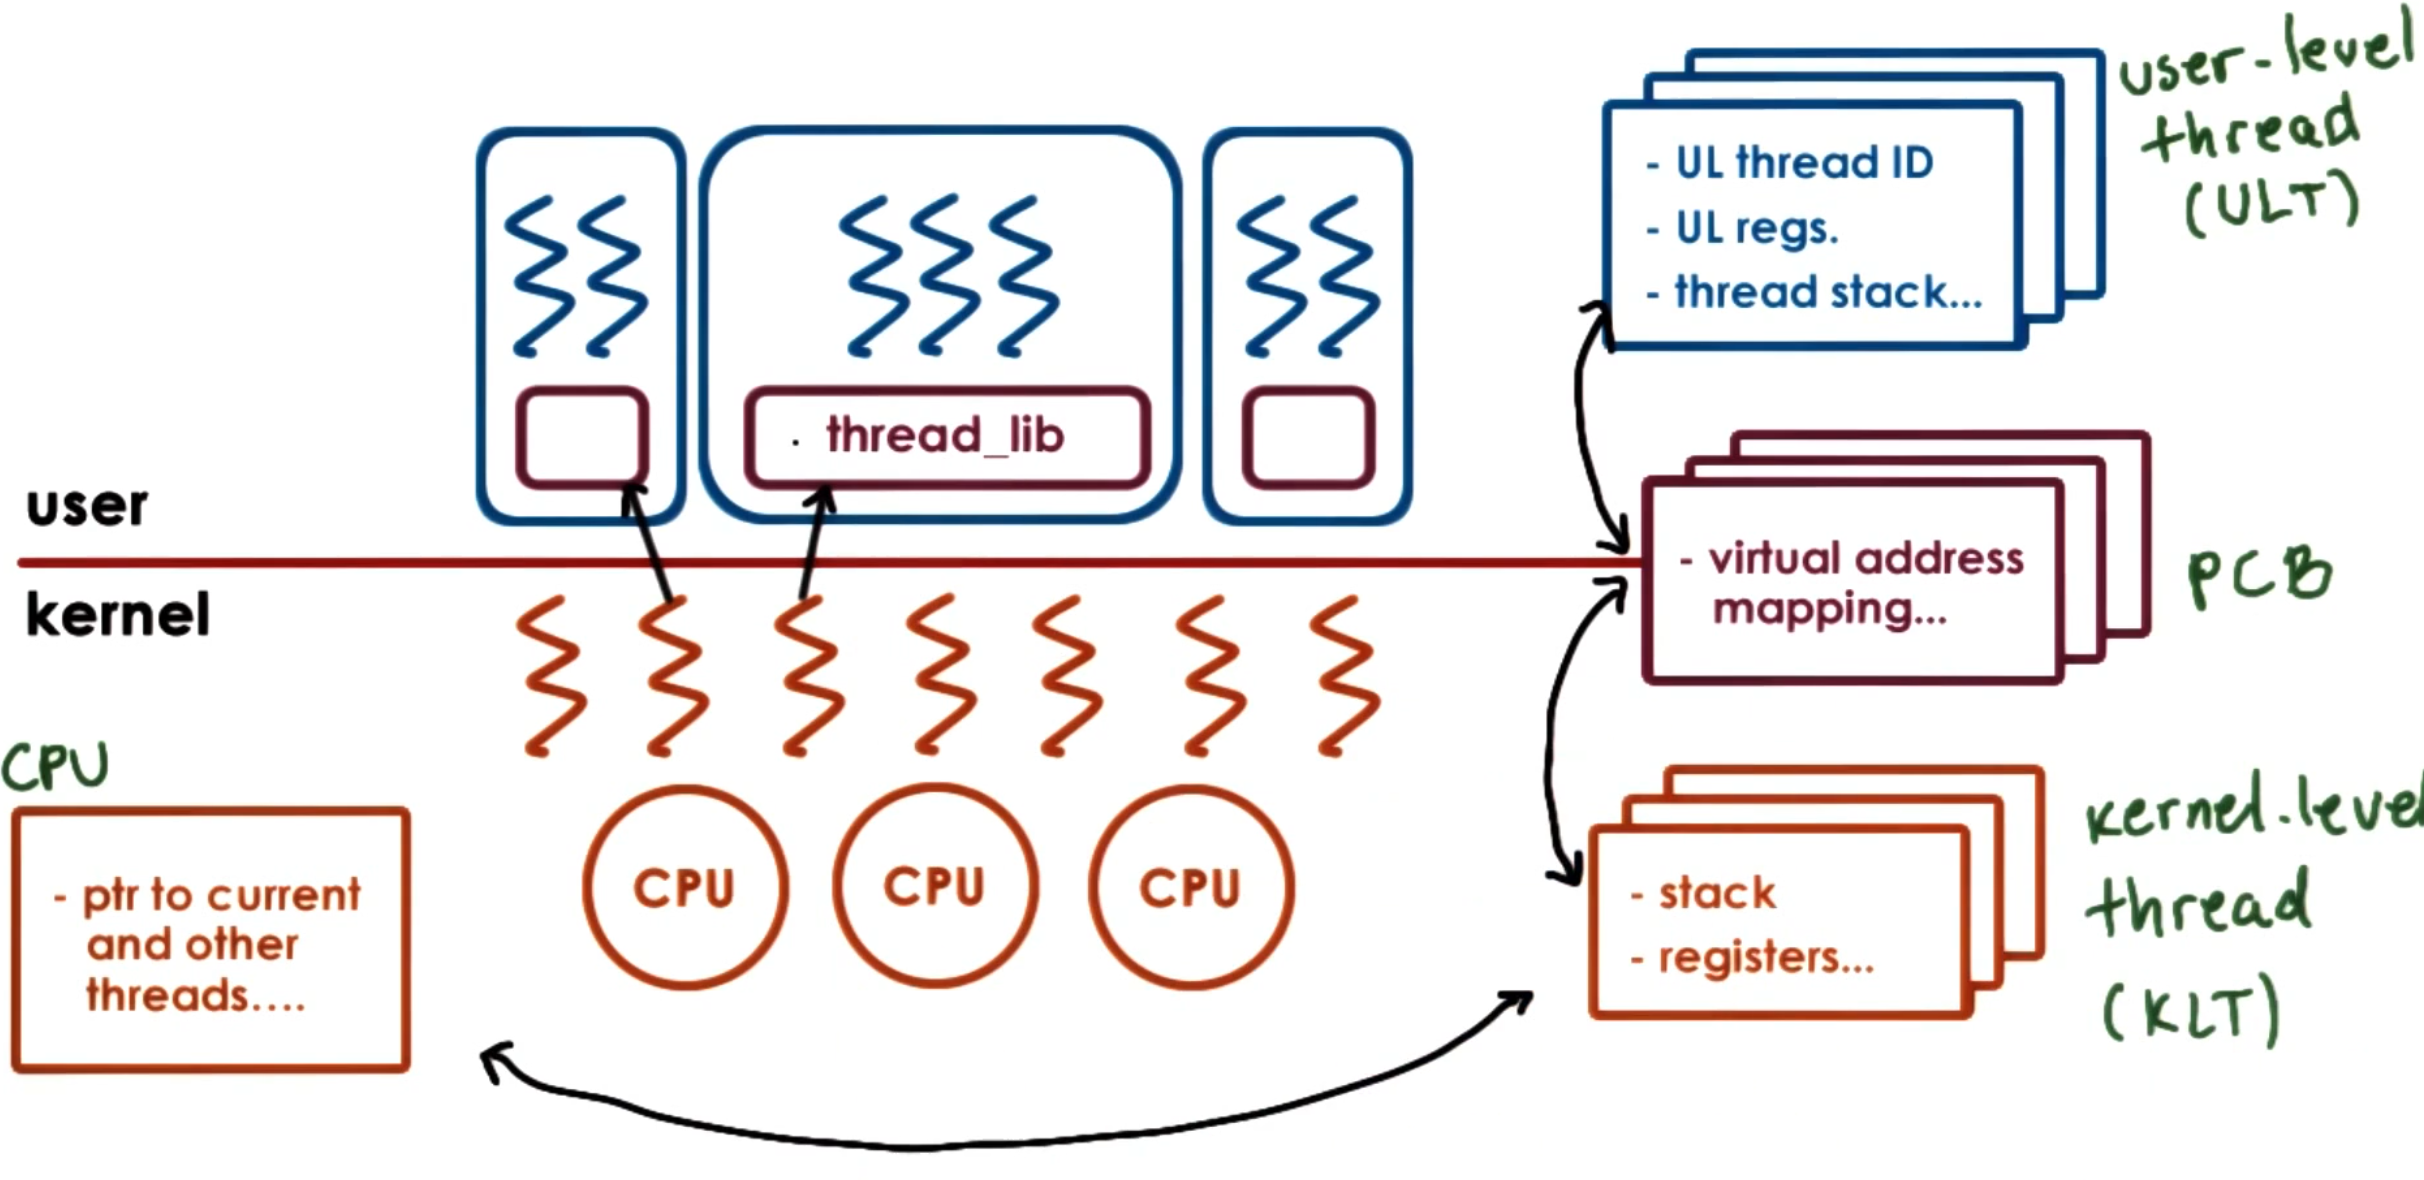 user-level
thread
(ULT)
- UL thread ID
- UL regs.
- thread stack...
· thread_lib
user
kernel
- virtual address
mapping...
PCB
CPU
- ptr to current
and other
threads....
CPU
CPU
CPU
- stack
- registers...
kernel-level
thread
(KLT)